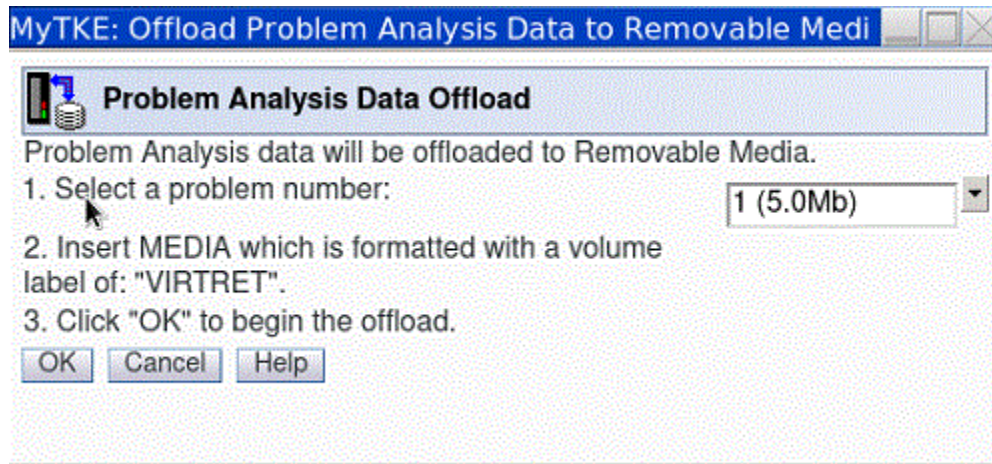 MyTKE: Offload Problem Analysis Data to Removable Medi
Problem Analysis Data Offload
Problem Analysis data will be offloaded to Removable Media.
1. Select a problem number:
1 (5.0Mb)
2. Insert MEDIA which is formatted with a volume
label of: "VIRTRET".
3. Click "OK" to begin the offload.
OK Cancel Help